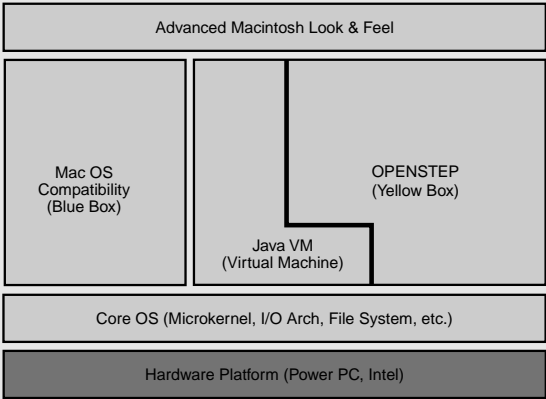 Advanced Macintosh Look & Feel
Mac OS
Compatibility
(Blue Box)
OPENSTEP
(Yellow Box)
Java VM
(Virtual Machine)
Core OS (Microkernel, I/O Arch, File System, etc.)
Hardware Platform (Power PC, Intel)